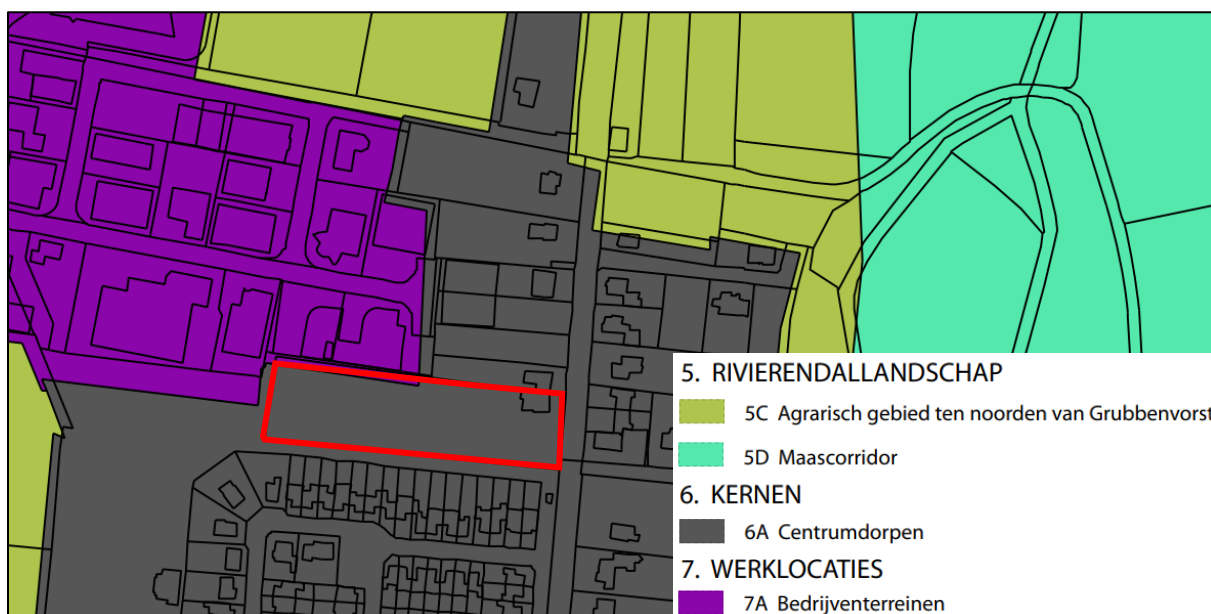 5. RIVIERENDALLANDSCHAP
5C Agrarisch gebied ten noorden van Grubbenvorst
5D Maascorridor
6. KERNEN
6A Centrumdorpen
7. WERKLOCATIES
7A Bedrijventerreinen